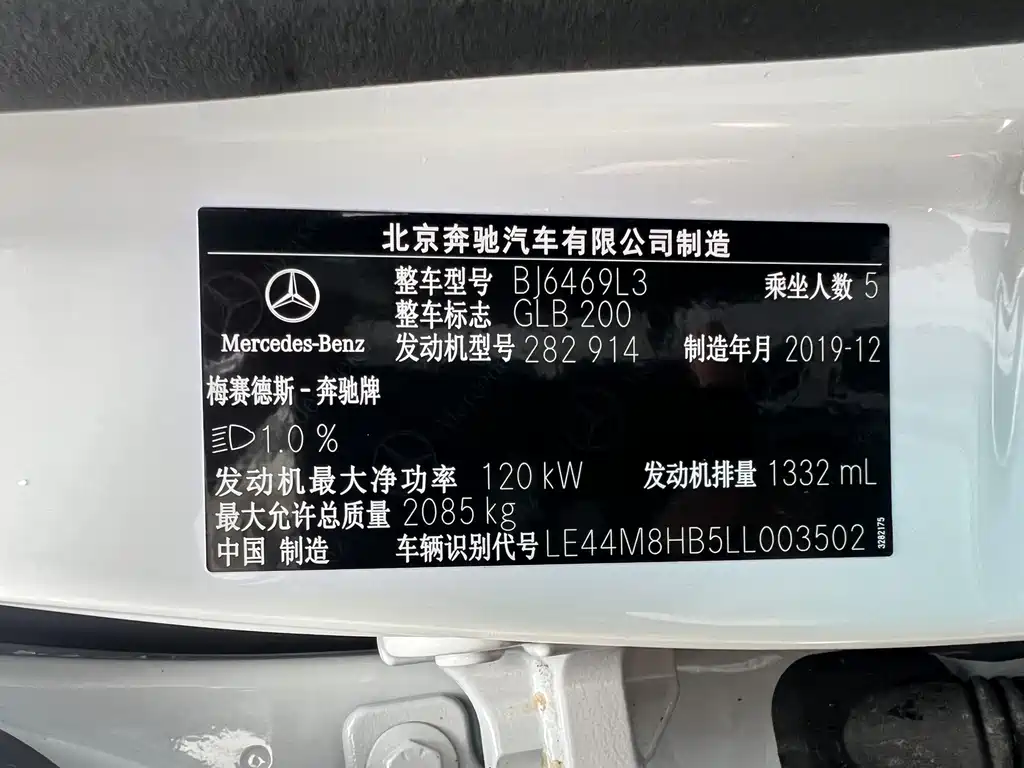 北京奔驰汽车有限公司制造
整车型号 BJ6469L3 乘坐人数 5
整车标志 GLB 200
Mercedes-Benz 发动机型号 282 914 制造年月 2019-12
梅赛德斯-奔驰牌
1.0 %
发动机最大净功率 120 kW 发动机排量 1332 mL
最大允许总质量 2085 kg
中国 制造 车辆识别代号 LE44M8HB5LL003502
3282175